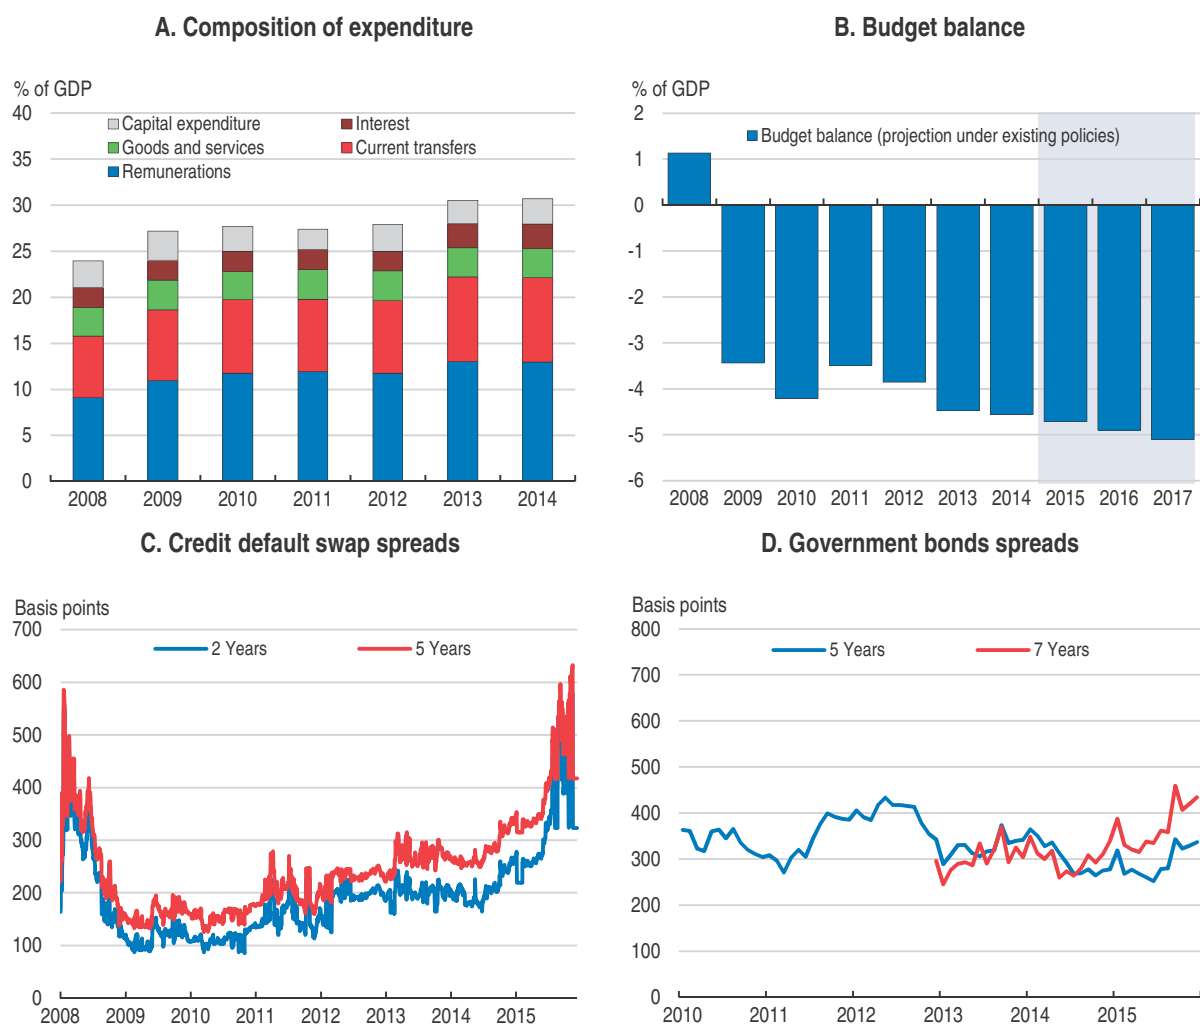 A. Composition of expenditure
% of GDP
40
35
30
25
20
15
10
5
0
Capital expenditure
Interest
Goods and services
Current transfers
Remunerations
2008 2009 2010 2011 2012 2013 2014
B. Budget balance
% of GDP
2
1
0
-1
-2
-3
-4
-5
-6
Budget balance (projection under existing policies)
2008 2009 2010 2011 2012 2013 2014 2015 2016 2017
C. Credit default swap spreads
Basis points
700
600
500
400
300
200
100
0
2 Years
5 Years
2008 2009 2010 2011 2012 2013 2014 2015
D. Government bonds spreads
Basis points
800
700
600
500
400
300
200
100
0
5 Years
7 Years
2010 2011 2012 2013 2014 2015